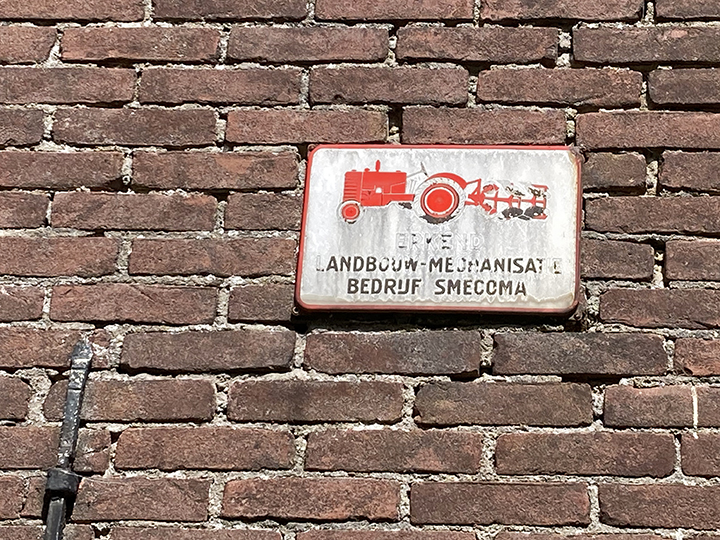 ERKEND
LANDBOUW-MECHANISATIE
BEDRIJF SMECOMA